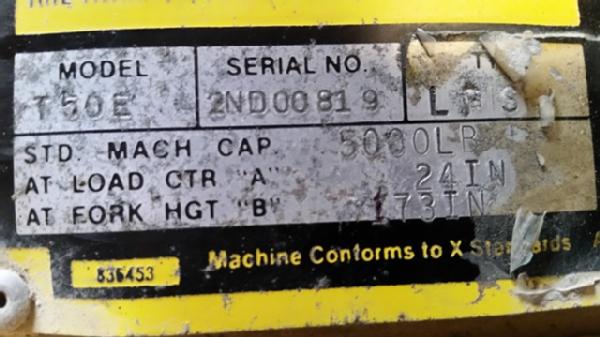 MODEL SERIAL NO.
T50E 2ND00819
STD. MACH CAP. 5000LB
AT LOAD CTR "A" 24IN
AT FORK HGT "B" 173IN
Machine Conforms to X Standards
836453